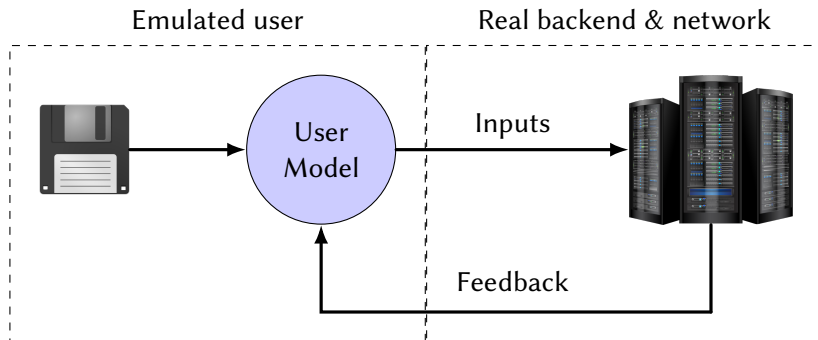 Emulated user
Real backend & network
User
Model
Inputs
Feedback